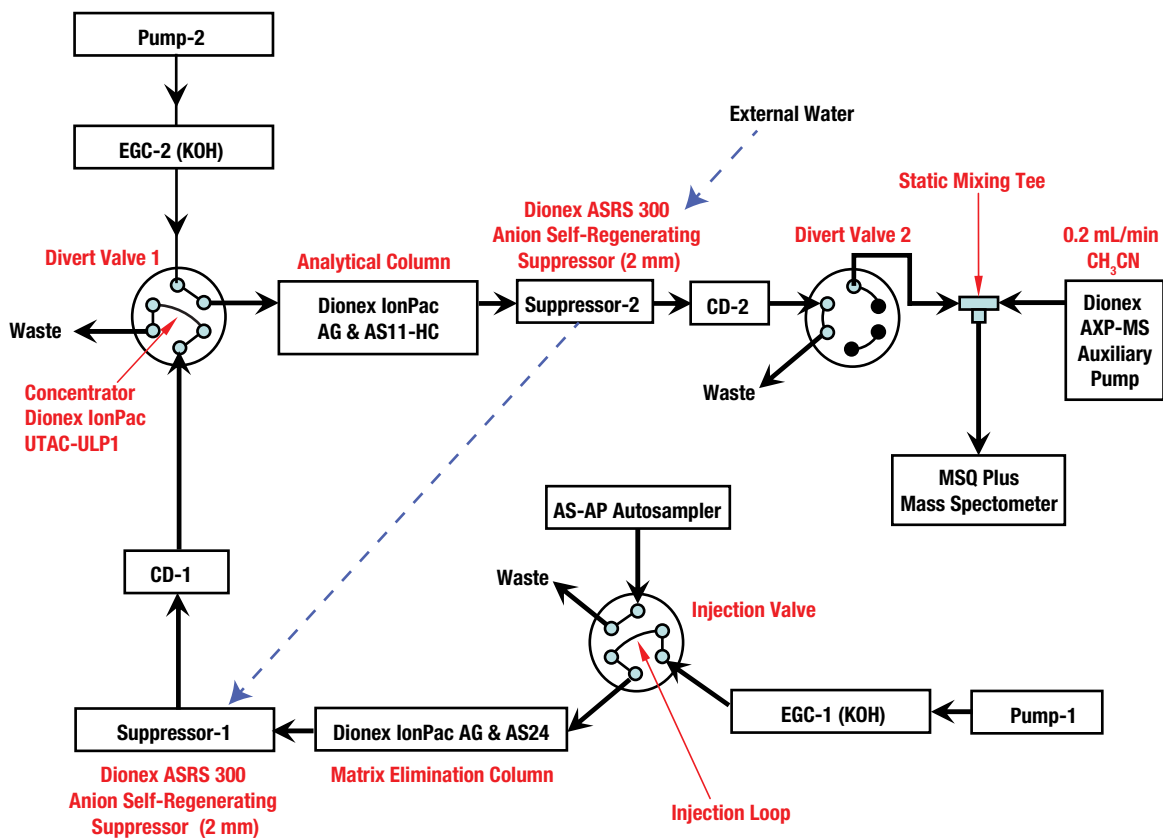 Pump-2
EGC-2 (KOH)
External Water
Static Mixing Tee
Dionex ASRS 300
Anion Self-Regenerating
Suppressor (2 mm)
Divert Valve 1
Analytical Column
Divert Valve 2
0.2 mL/min
CH₃CN
Dionex IonPac
AG & AS11-HC
Suppressor-2
CD-2
Dionex
AXP-MS
Auxiliary
Pump
Waste
Waste
Concentrator
Dionex IonPac
UTAC-ULP1
MSQ Plus
Mass Spectometer
AS-AP Autosampler
CD-1
Waste
Injection Valve
Suppressor-1
Dionex IonPac AG & AS24
EGC-1 (KOH)
Pump-1
Dionex ASRS 300
Anion Self-Regenerating
Suppressor (2 mm)
Matrix Elimination Column
Injection Loop